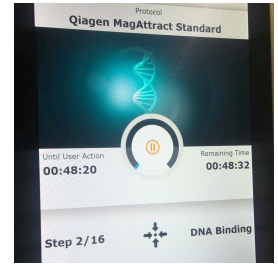 Protocol
Qiagen MagAttract Standard
Until User Action
00:48:20
Remaining Time
00:48:32
Step 2/16
DNA Binding